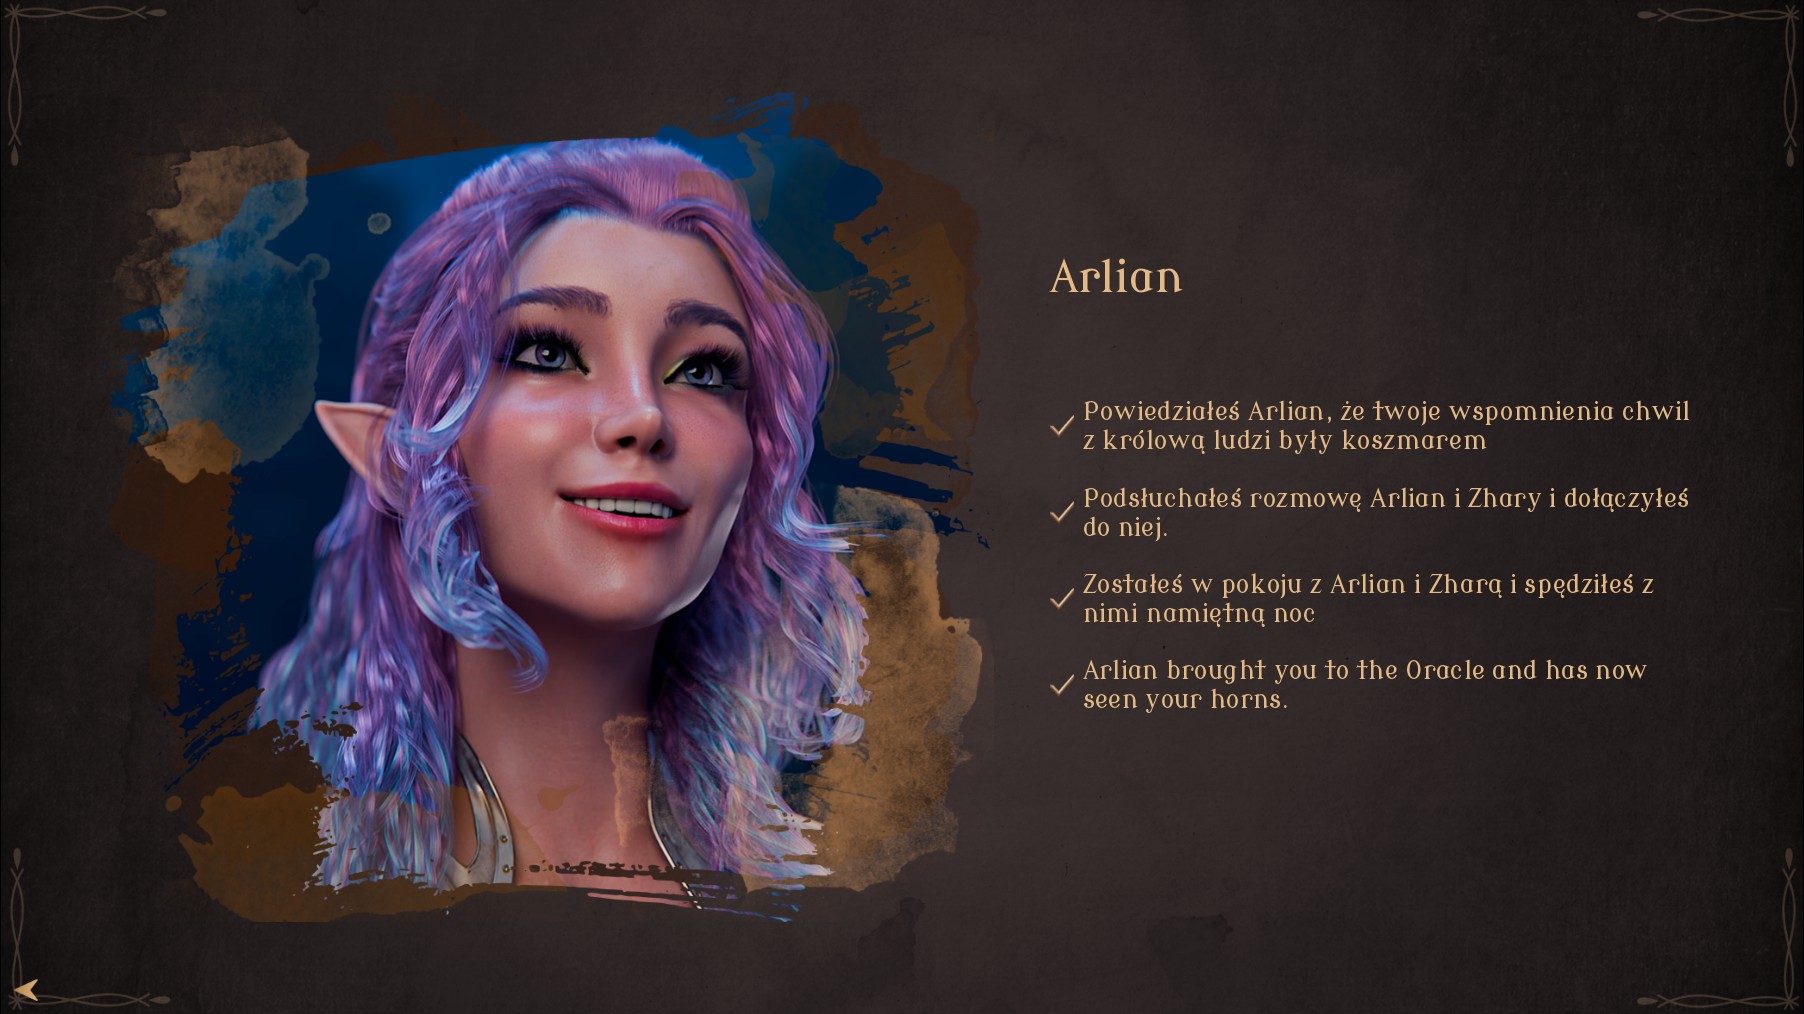 Arlian
Powiedziałeś Arlian, że twoje wspomnienia chwil
z królową ludzi były koszmarem
Podsłuchałeś rozmowę Arlian i Zhary i dołączyłeś
do niej.
Zostałeś w pokoju z Arlian i Zharą i spędziłeś z
nimi namiętną noc
Arlian brought you to the Oracle and has now
seen your horns.